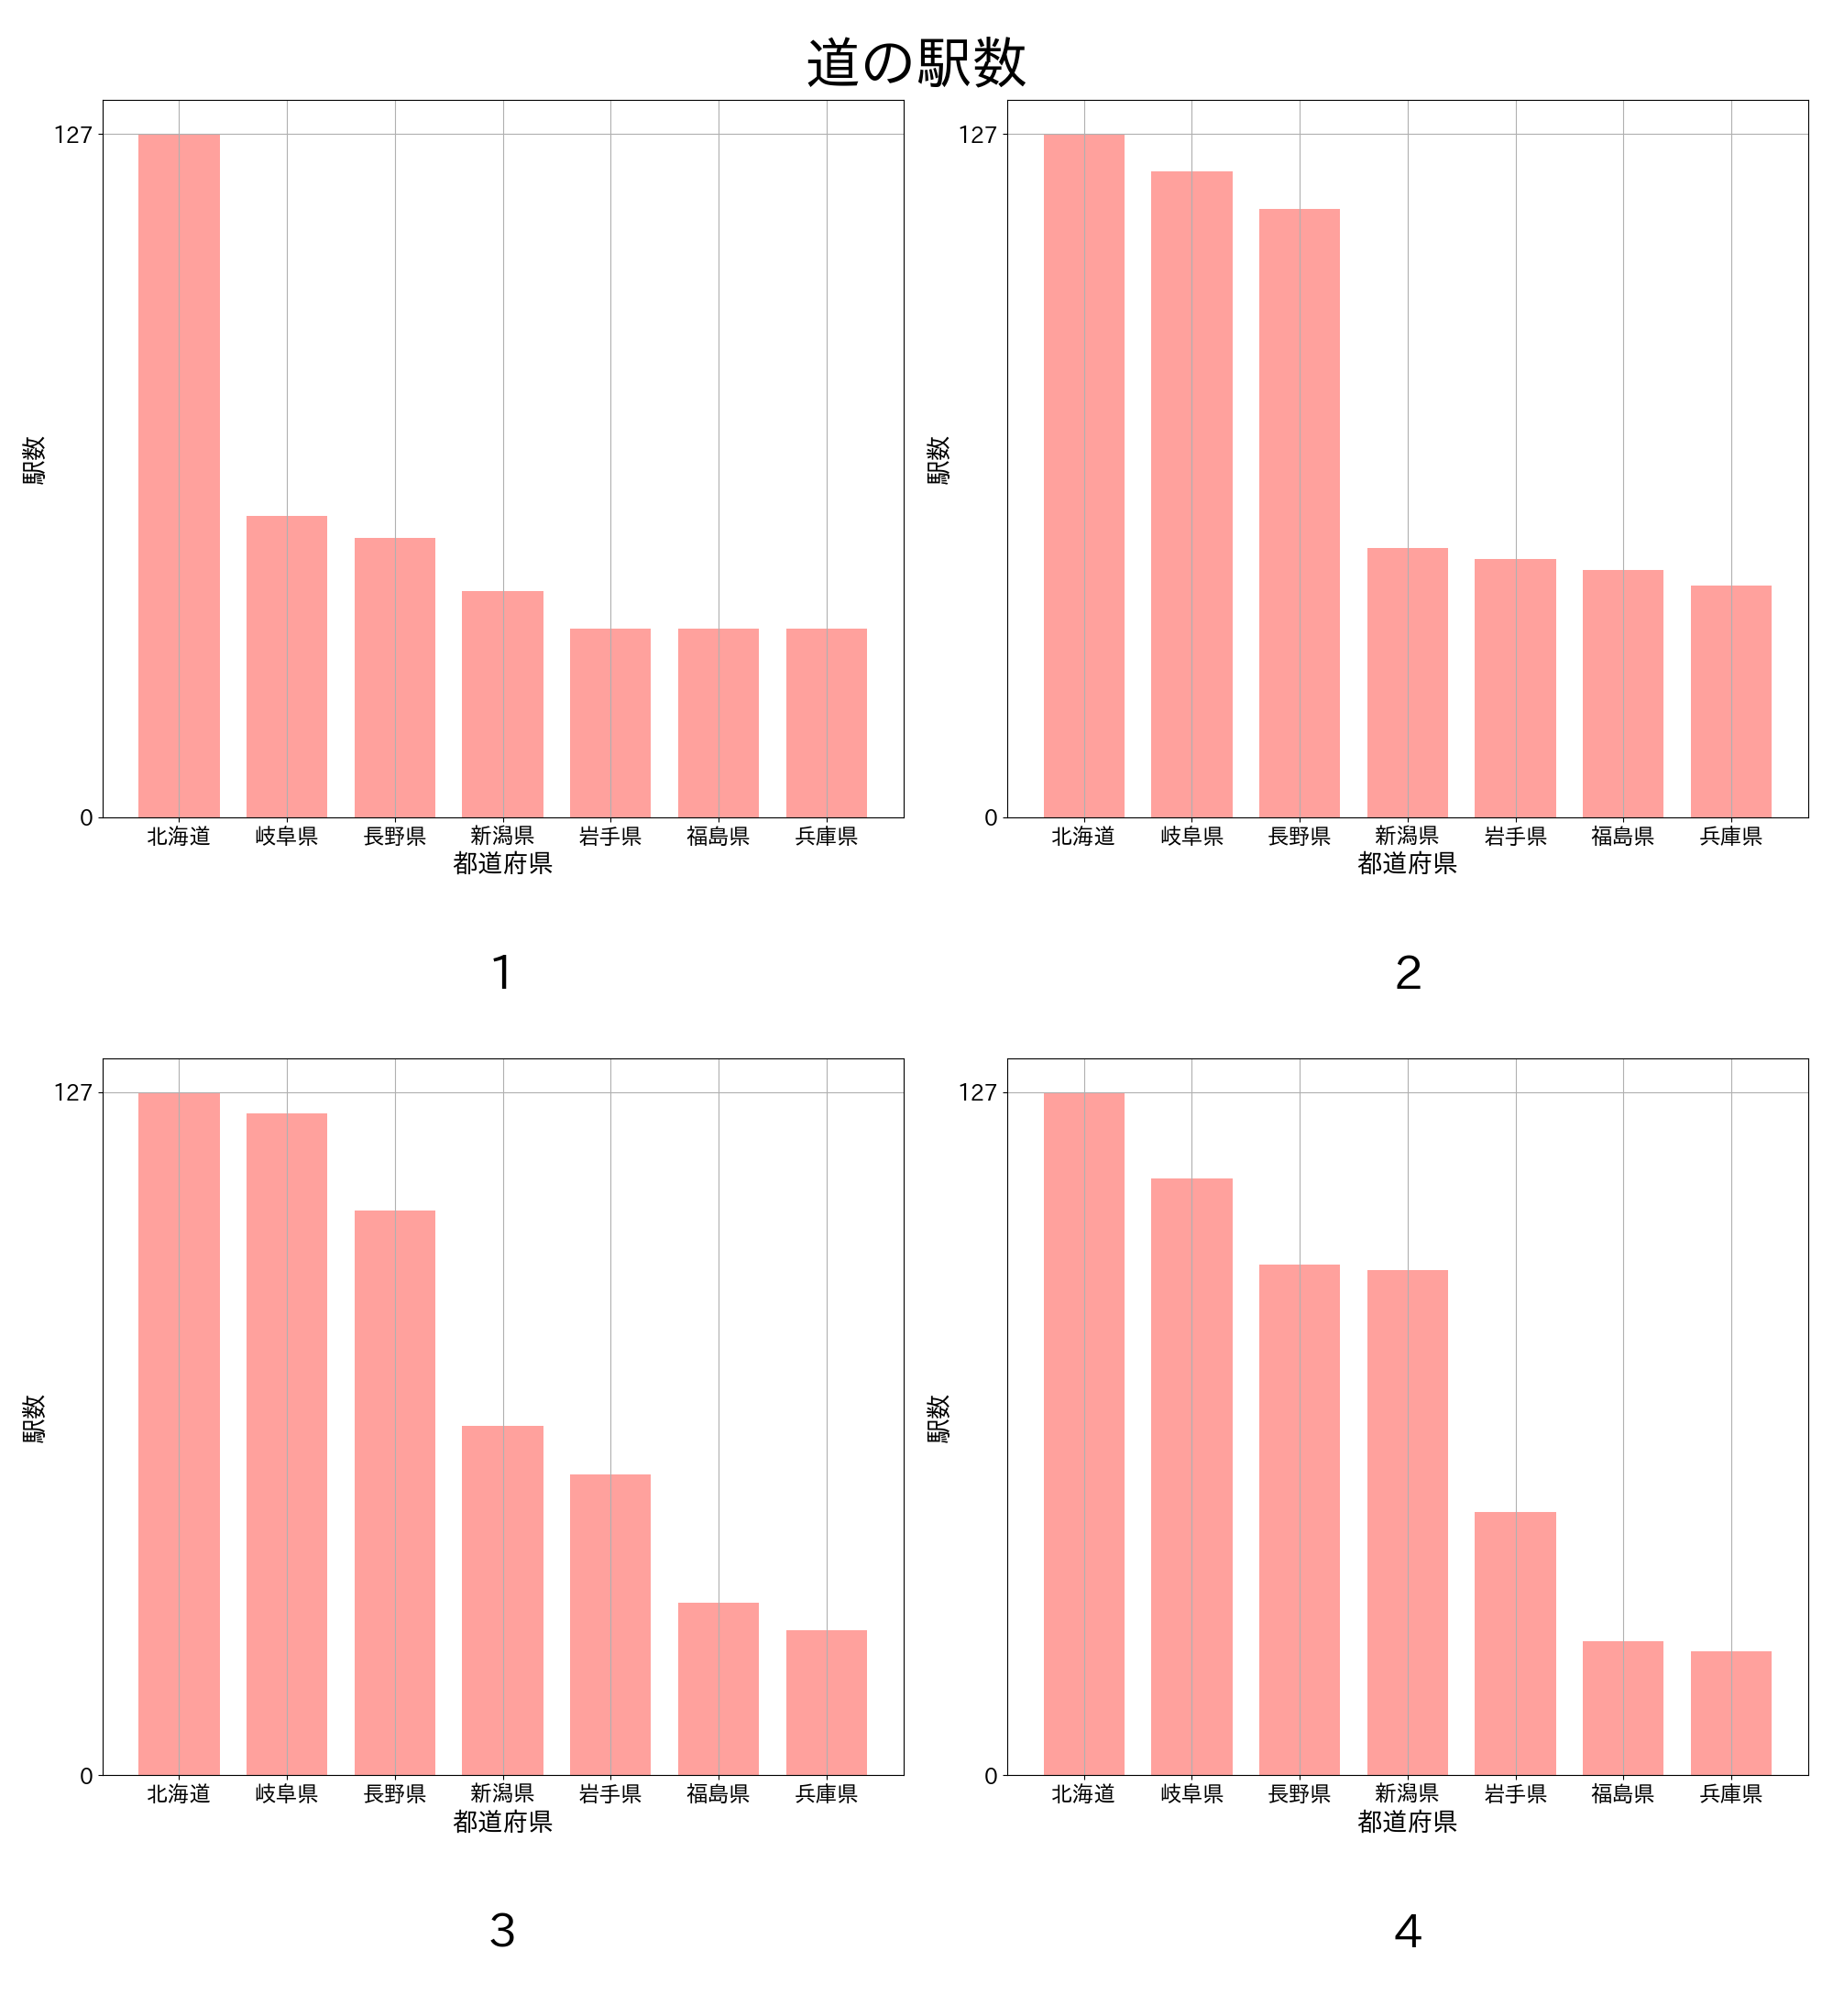 道の駅数
127
0
駅数
北海道 岐阜県 長野県 新潟県 岩手県 福島県 兵庫県
都道府県
1
127
0
駅数
北海道 岐阜県 長野県 新潟県 岩手県 福島県 兵庫県
都道府県
2
127
0
駅数
北海道 岐阜県 長野県 新潟県 岩手県 福島県 兵庫県
都道府県
3
127
0
駅数
北海道 岐阜県 長野県 新潟県 岩手県 福島県 兵庫県
都道府県
4